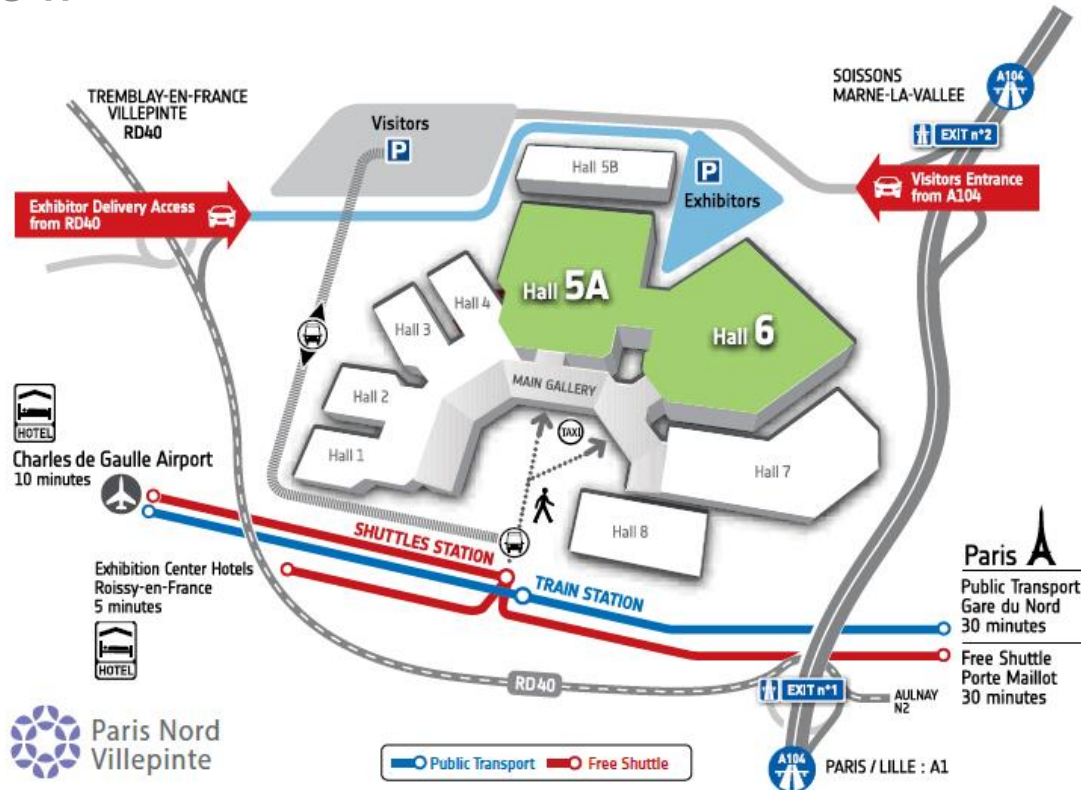 TREMBLAY-EN-FRANCE
VILLEPINTE
RD40
Visitors
P
SOISSONS
MARNE-LA-VALLEE
A104
EXIT n°2
Hall 5B
P
Exhibitors
Exhibitor Delivery Access
from RD40
Visitors Entrance
from A104
Hall 5A
Hall 4
Hall 3
Hall 6
Hall 2
MAIN GALLERY
TAXI
Hall 1
Hall 7
Hall 8
HOTEL
Charles de Gaulle Airport
10 minutes
SHUTTLES STATION
TRAIN STATION
Exhibition Center Hotels
Roissy-en-France
5 minutes
HOTEL
Paris
Public Transport
Gare du Nord
30 minutes
Free Shuttle
Porte Maillot
30 minutes
RD40
EXIT n°1
AULNAY
N2
Paris Nord
Villepinte
Public Transport
Free Shuttle
A104
PARIS / LILLE : A1